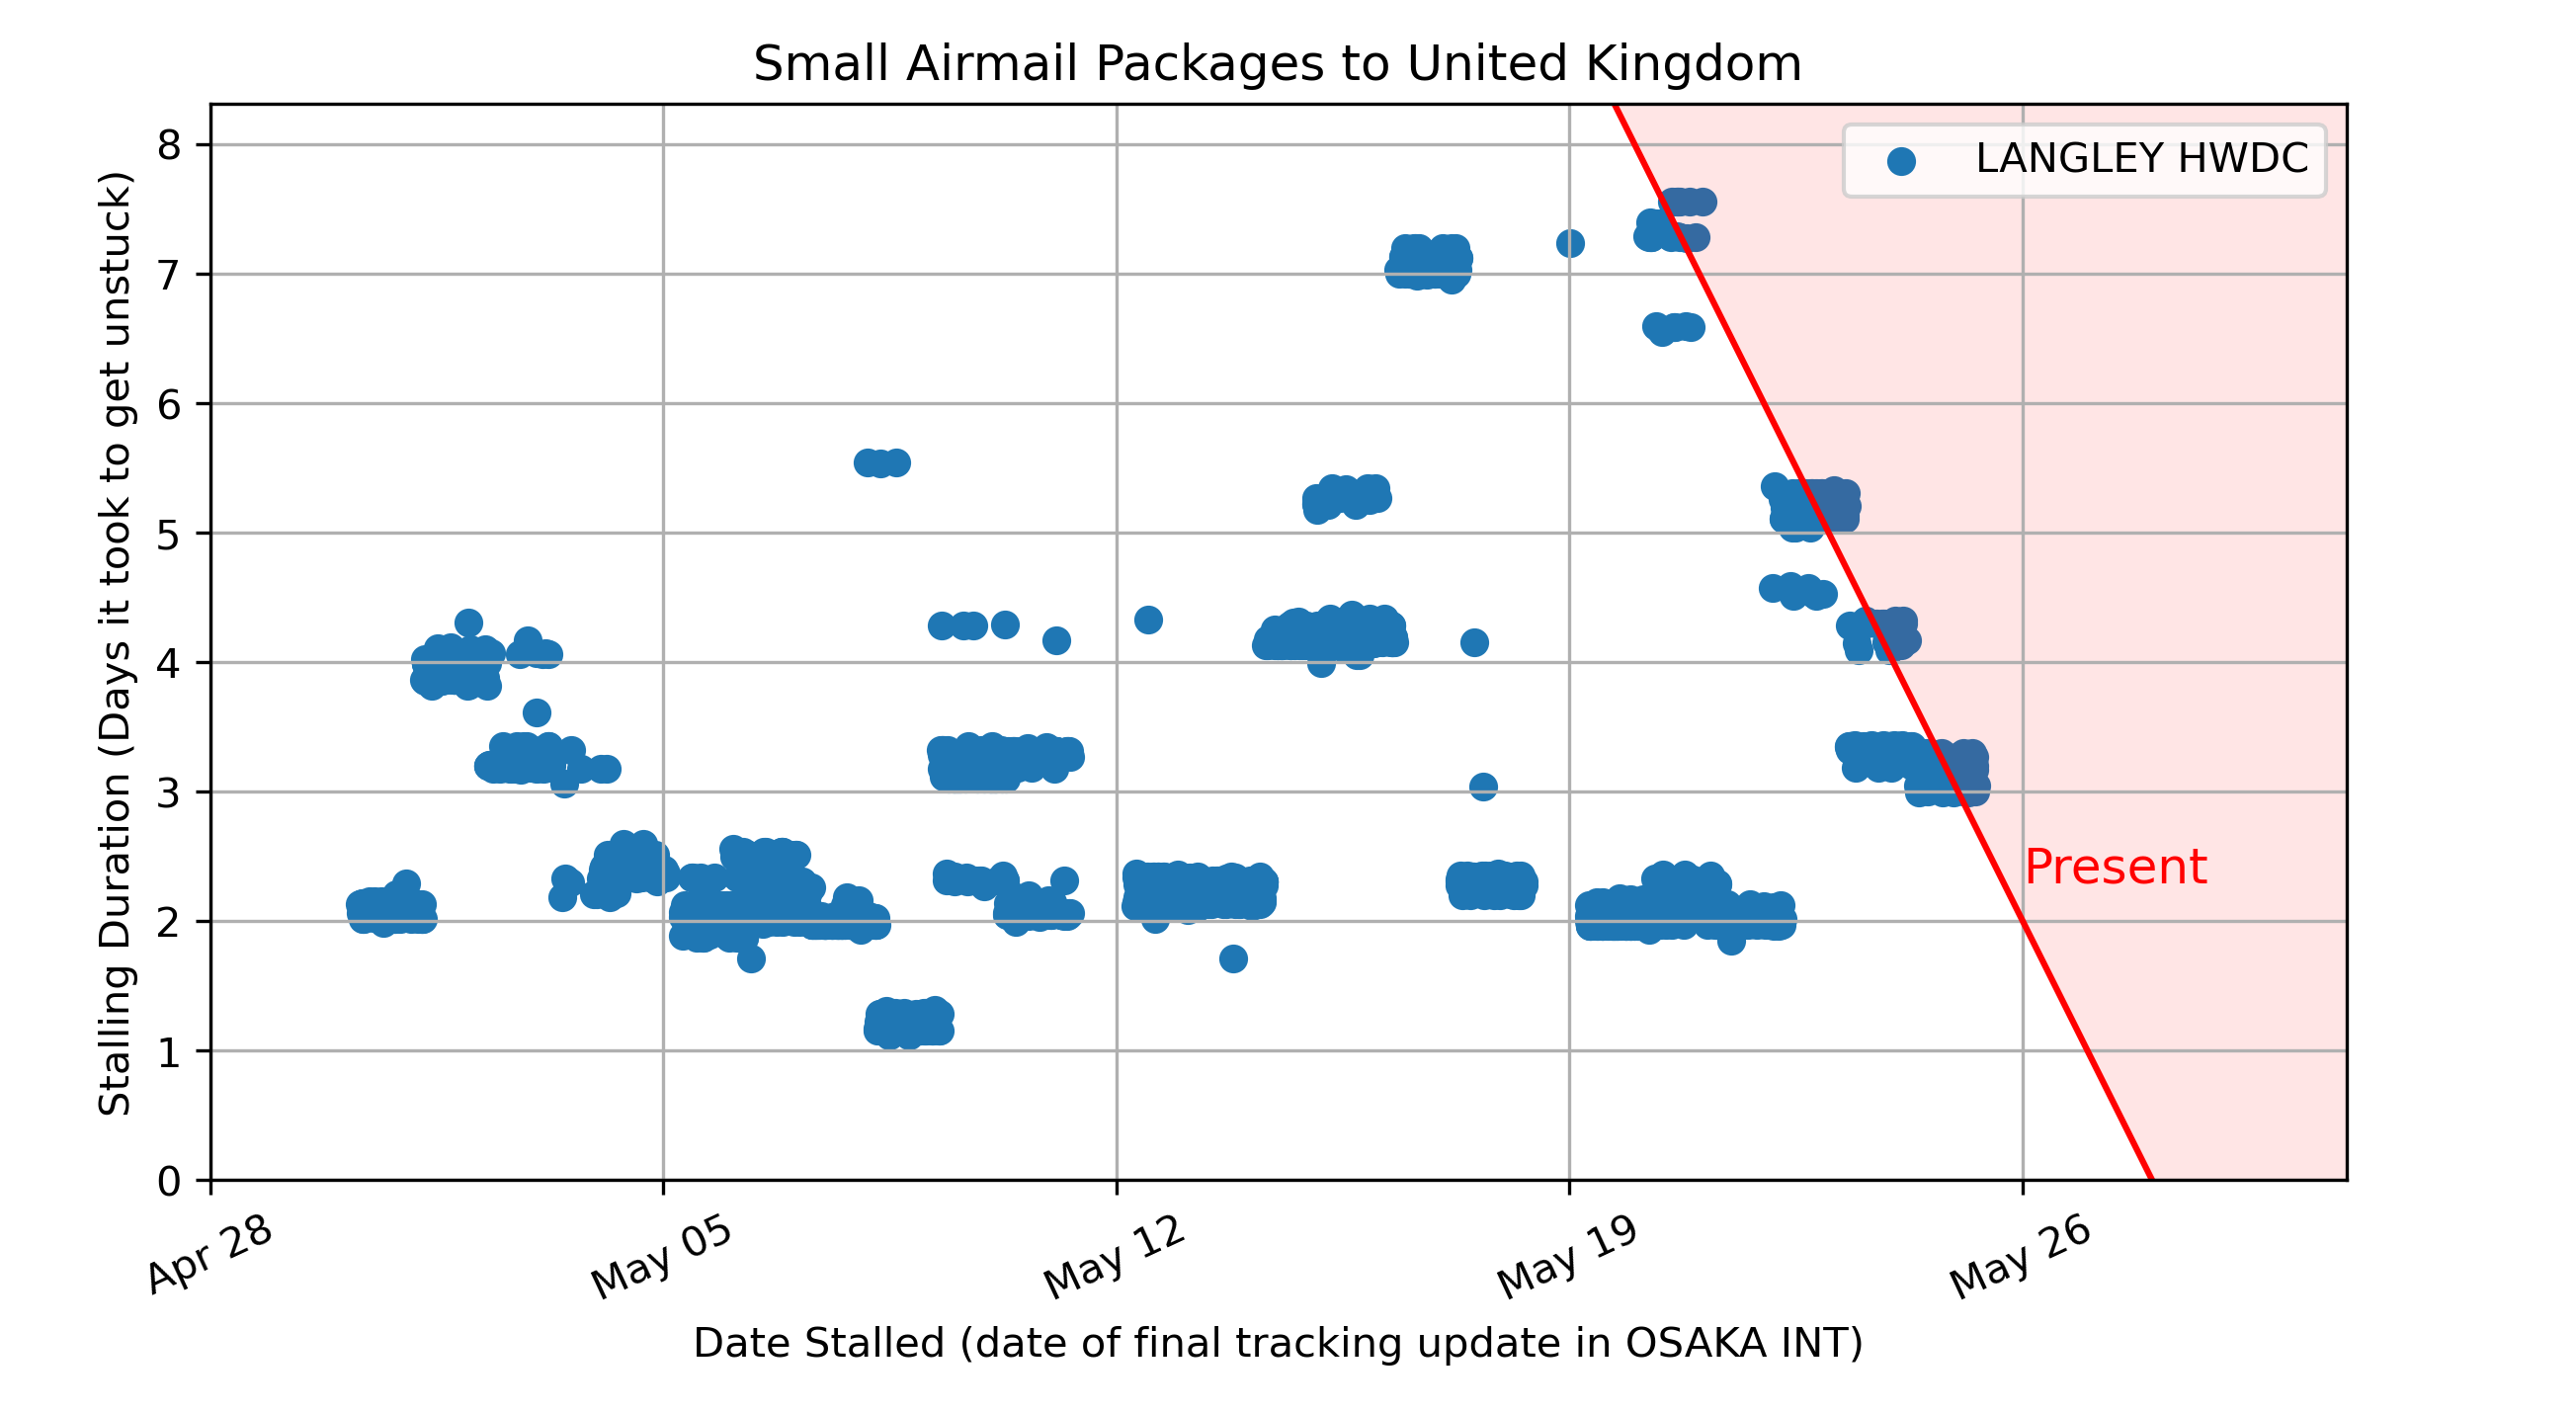 Small Airmail Packages to United Kingdom
Stalling Duration (Days it took to get unstuck)
8
7
6
5
4
3
2
1
0
LANGLEY HWDC
Present
Apr 28
May 05
May 12
May 19
May 26
Date Stalled (date of final tracking update in OSAKA INT)